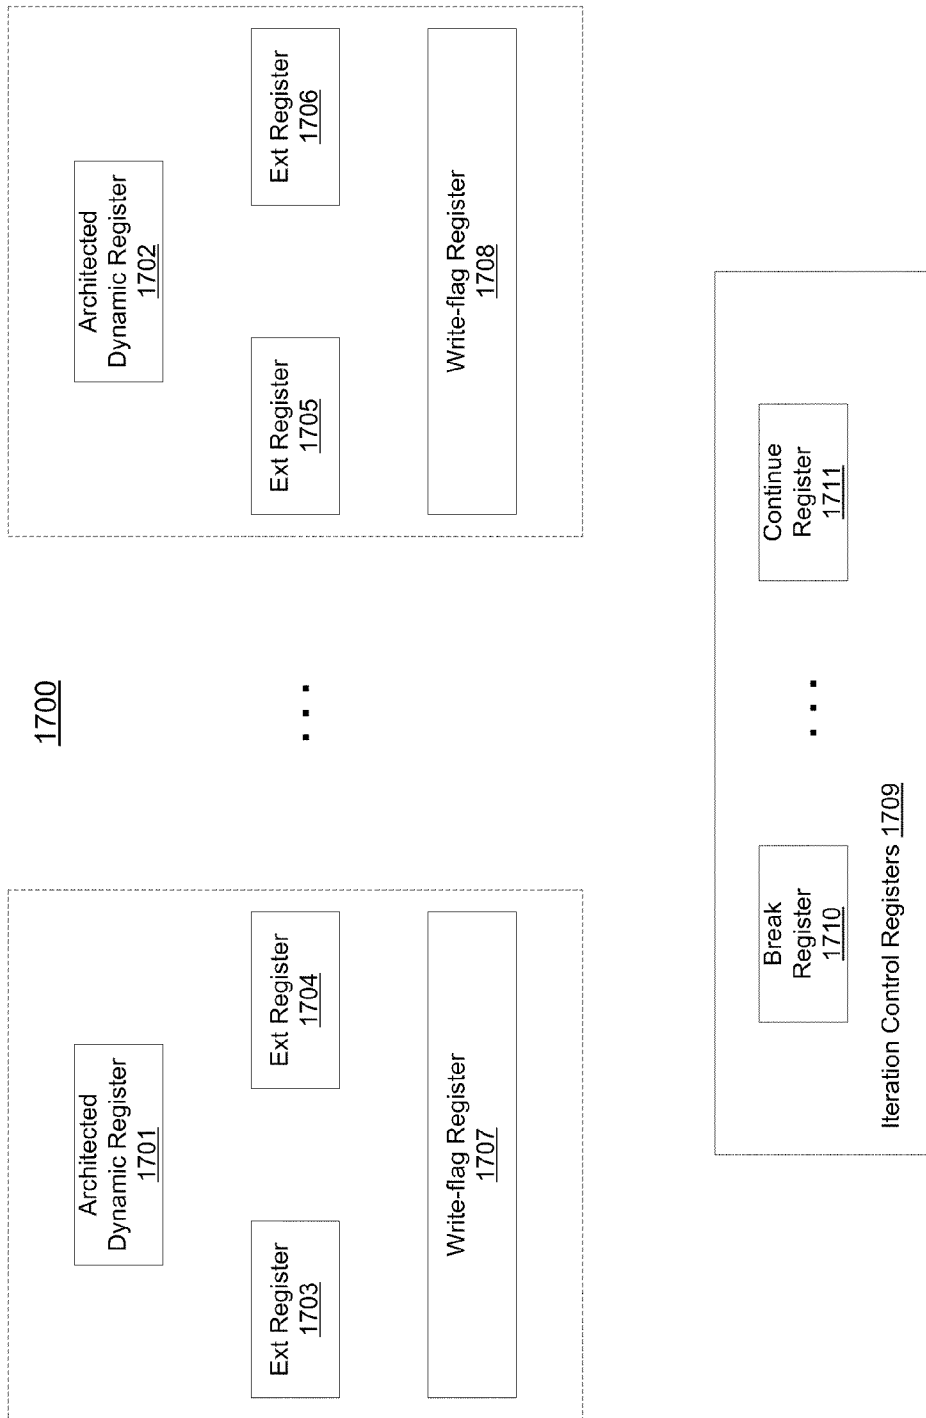 1700
Architected
Dynamic Register
1701
Ext Register
1703
Ext Register
1704
Write-flag Register
1707
. . .
Architected
Dynamic Register
1702
Ext Register
1705
Ext Register
1706
Write-flag Register
1708
Break
Register
1710
. . .
Continue
Register
1711
Iteration Control Registers 1709